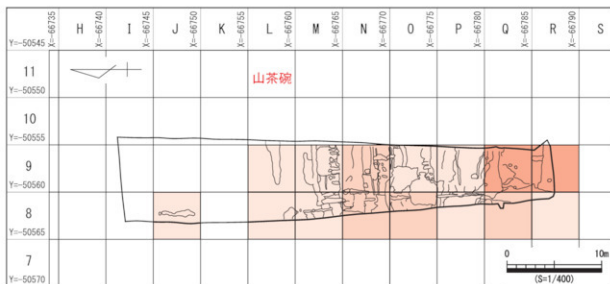 X=-66735
X=-66740
X=-66745
X=-66750
X=-66755
X=-66760
X=-66765
X=-66770
X=-66775
X=-66780
X=-66785
X=-66790
H I J K L M N O P Q R S
Y=-50545
11
山茶碗
Y=-50550
10
Y=-50555
9
Y=-50560
8
Y=-50565
7
Y=-50570
0 10m
(S=1/400)